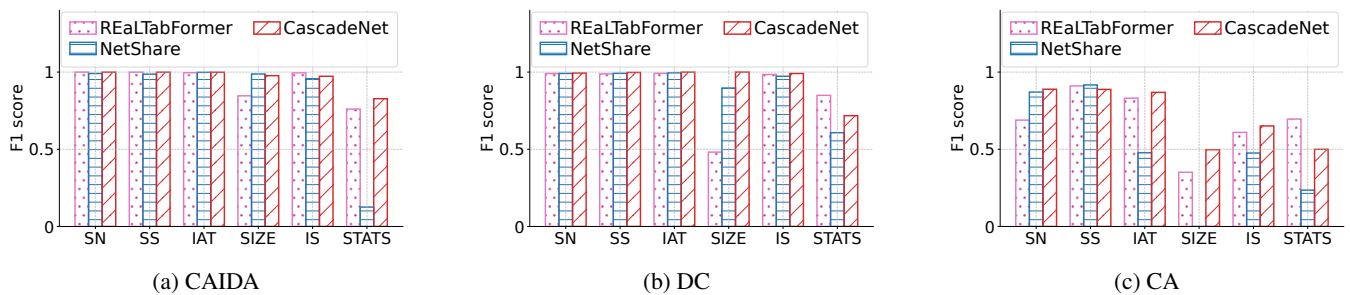 REaLTabFormer CascadeNet
NetShare
F1 score
1
0.5
0
SN SS IAT SIZE IS STATS
(a) CAIDA
REaLTabFormer CascadeNet
NetShare
F1 score
1
0.5
0
SN SS IAT SIZE IS STATS
(b) DC
REaLTabFormer CascadeNet
NetShare
F1 score
1
0.5
0
SN SS IAT SIZE IS STATS
(c) CA